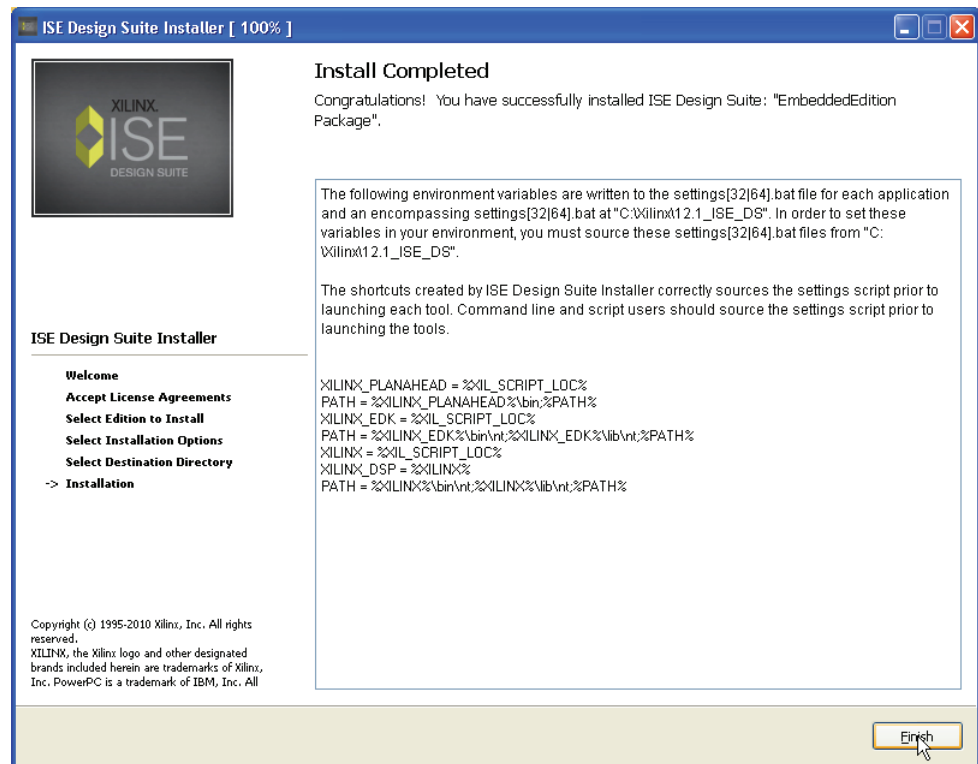 ISE Design Suite Installer [ 100% ]
XILINX.
ISE
DESIGN SUITE
Install Completed
Congratulations!  You have successfully installed ISE Design Suite: "EmbeddedEdition
Package".
The following environment variables are written to the settings[32|64].bat file for each application
and an encompassing settings[32|64].bat at "C:\Xilinx\12.1_ISE_DS". In order to set these
variables in your environment, you must source these settings[32|64].bat files from "C:
\Xilinx\12.1_ISE_DS".
The shortcuts created by ISE Design Suite Installer correctly sources the settings script prior to
launching each tool. Command line and script users should source the settings script prior to
launching the tools.
XILINX_PLANAHEAD = %XIL_SCRIPT_LOC%
PATH = %XILINX_PLANAHEAD%\bin;%PATH%
XILINX_EDK = %XIL_SCRIPT_LOC%
PATH = %XILINX_EDK%\bin\nt;%XILINX_EDK%\lib\nt;%PATH%
XILINX = %XIL_SCRIPT_LOC%
XILINX_DSP = %XILINX%
PATH = %XILINX%\bin\nt;%XILINX%\lib\nt;%PATH%
ISE Design Suite Installer
Welcome
Accept License Agreements
Select Edition to Install
Select Installation Options
Select Destination Directory
-> Installation
Copyright (c) 1995-2010 Xilinx, Inc. All rights
reserved.
XILINX, the Xilinx logo and other designated
brands included herein are trademarks of Xilinx,
Inc. PowerPC is a trademark of IBM, Inc. All
Finish